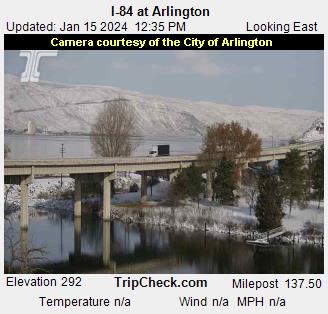 I-84 at Arlington
Updated: Jan 15 2024 12:35 PM Looking East
Camera courtesy of the City of Arlington
Elevation 292 TripCheck.com Milepost 137.50
Temperature n/a Wind n/a MPH n/a